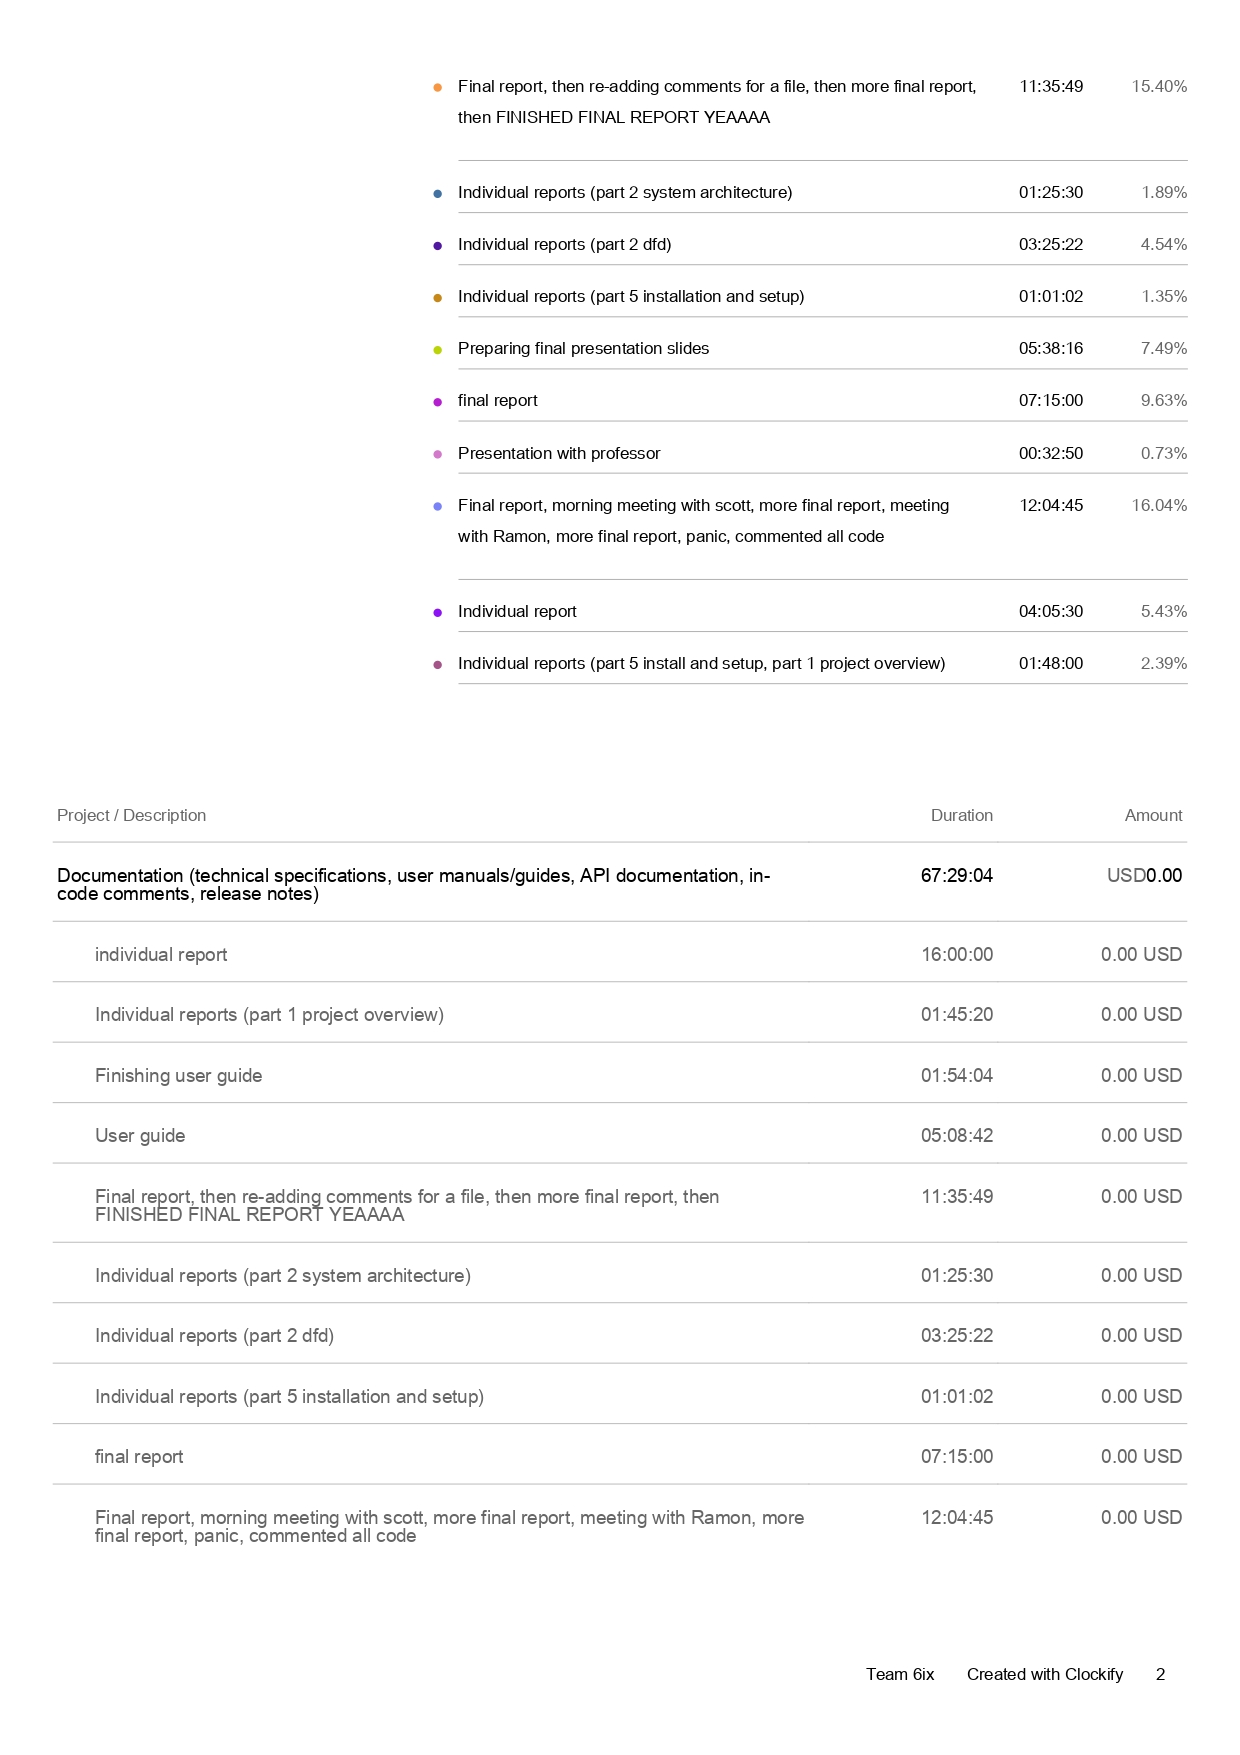 Final report, then re-adding comments for a file, then more final report, 11:35:49 15.40%
then FINISHED FINAL REPORT YEAAAA
Individual reports (part 2 system architecture) 01:25:30 1.89%
Individual reports (part 2 dfd) 03:25:22 4.54%
Individual reports (part 5 installation and setup) 01:01:02 1.35%
Preparing final presentation slides 05:38:16 7.49%
final report 07:15:00 9.63%
Presentation with professor 00:32:50 0.73%
Final report, morning meeting with scott, more final report, meeting 12:04:45 16.04%
with Ramon, more final report, panic, commented all code
Individual report 04:05:30 5.43%
Individual reports (part 5 install and setup, part 1 project overview) 01:48:00 2.39%
Project / Description Duration Amount
Documentation (technical specifications, user manuals/guides, API documentation, in- 67:29:04 USD0.00
code comments, release notes)
individual report 16:00:00 0.00 USD
Individual reports (part 1 project overview) 01:45:20 0.00 USD
Finishing user guide 01:54:04 0.00 USD
User guide 05:08:42 0.00 USD
Final report, then re-adding comments for a file, then more final report, then 11:35:49 0.00 USD
FINISHED FINAL REPORT YEAAAA
Individual reports (part 2 system architecture) 01:25:30 0.00 USD
Individual reports (part 2 dfd) 03:25:22 0.00 USD
Individual reports (part 5 installation and setup) 01:01:02 0.00 USD
final report 07:15:00 0.00 USD
Final report, morning meeting with scott, more final report, meeting with Ramon, more 12:04:45 0.00 USD
final report, panic, commented all code
Team 6ix Created with Clockify 2